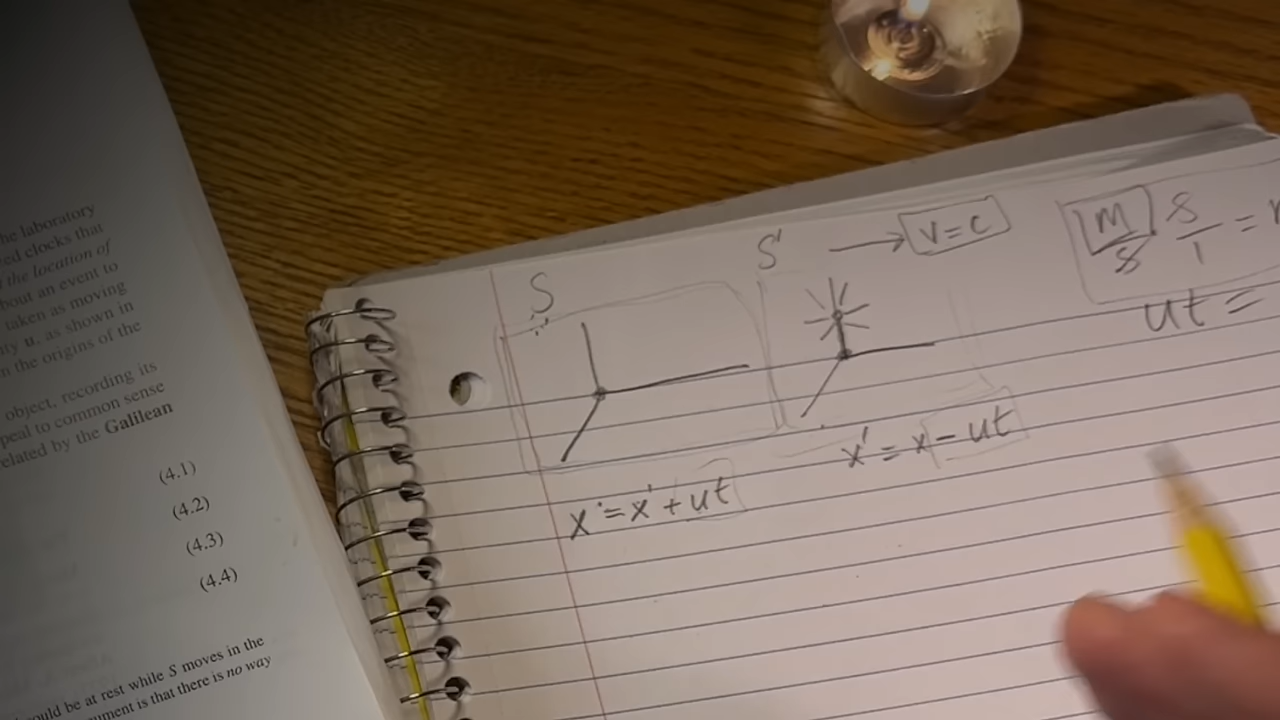 he laboratory
ed clocks that
the location of
bout an event to
taken as moving
ty u, as shown in
n the origins of the
object, recording its
peal to common sense
elated by the Galilean
(4.1)
(4.2)
(4.3)
(4.4)
ould be at rest while S moves in the
ument is that there is no way
S
S' → v=c
m/s s/1 =
ut =
x' = x - ut
x = x' + ut